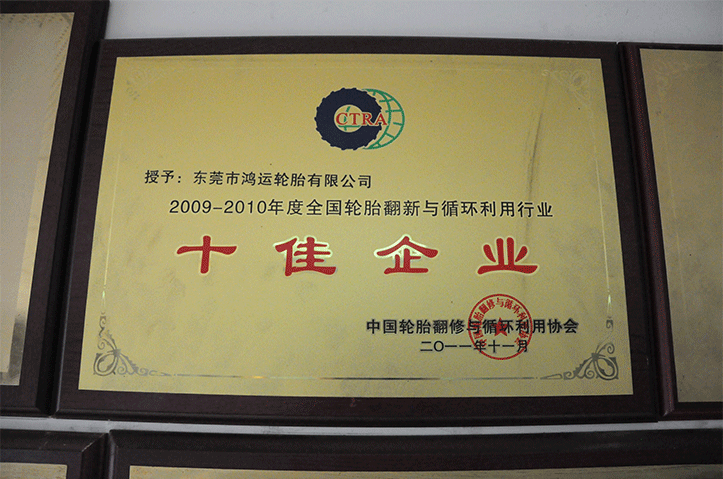 CTRA
授予：东莞市鸿运轮胎有限公司
2009-2010年度全国轮胎翻新与循环利用行业
十佳企业
中国轮胎翻修与循环利用协会
二〇一一年十一月